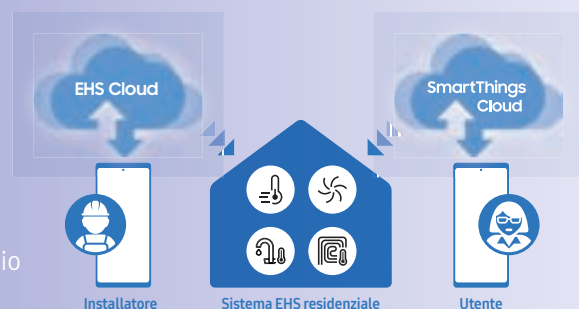 EHS Cloud
SmartThings
Cloud
io
Installatore
Sistema EHS residenziale
Utente